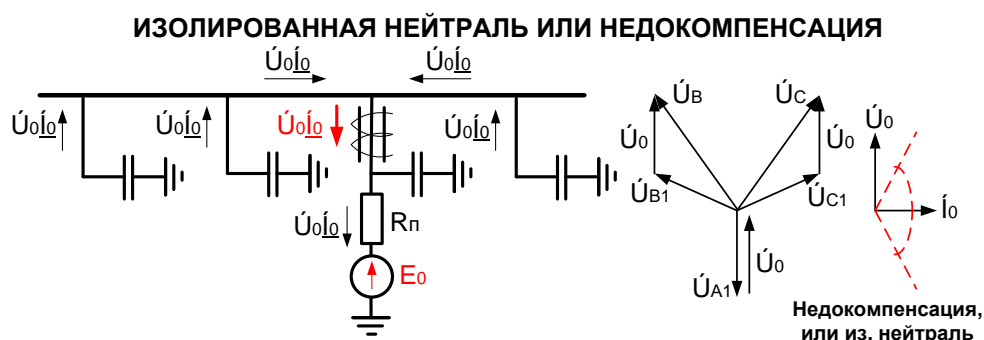 ИЗОЛИРОВАННАЯ НЕЙТРАЛЬ ИЛИ НЕДОКОМПЕНСАЦИЯ
Ú0Í0
Ú0Í0
Ú0Í0
Ú0Í0
Ú0Í0
Ú0Í0
Ú0Í0
Rп
E0
ÚB
ÚC
Ú0
Ú0
ÚB1
ÚC1
Ú0
ÚA1
Ú0
Í0
Недокомпенсация,
или из. нейтраль